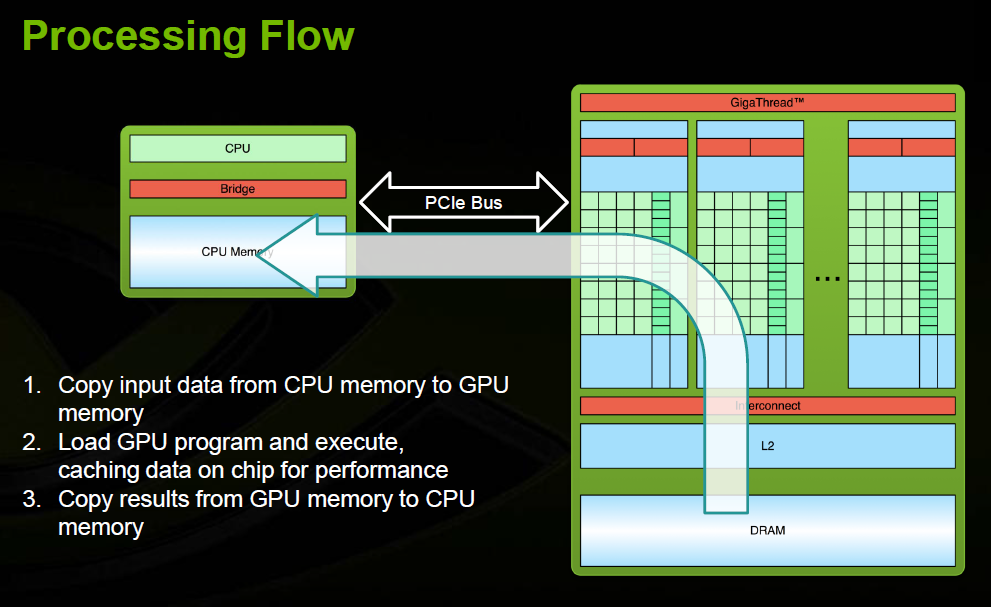 Processing Flow
GigaThread™
CPU
Bridge
PCIe Bus
CPU Memory
...
1. Copy input data from CPU memory to GPU
memory
2. Load GPU program and execute,
caching data on chip for performance
3. Copy results from GPU memory to CPU
memory
Interconnect
L2
DRAM